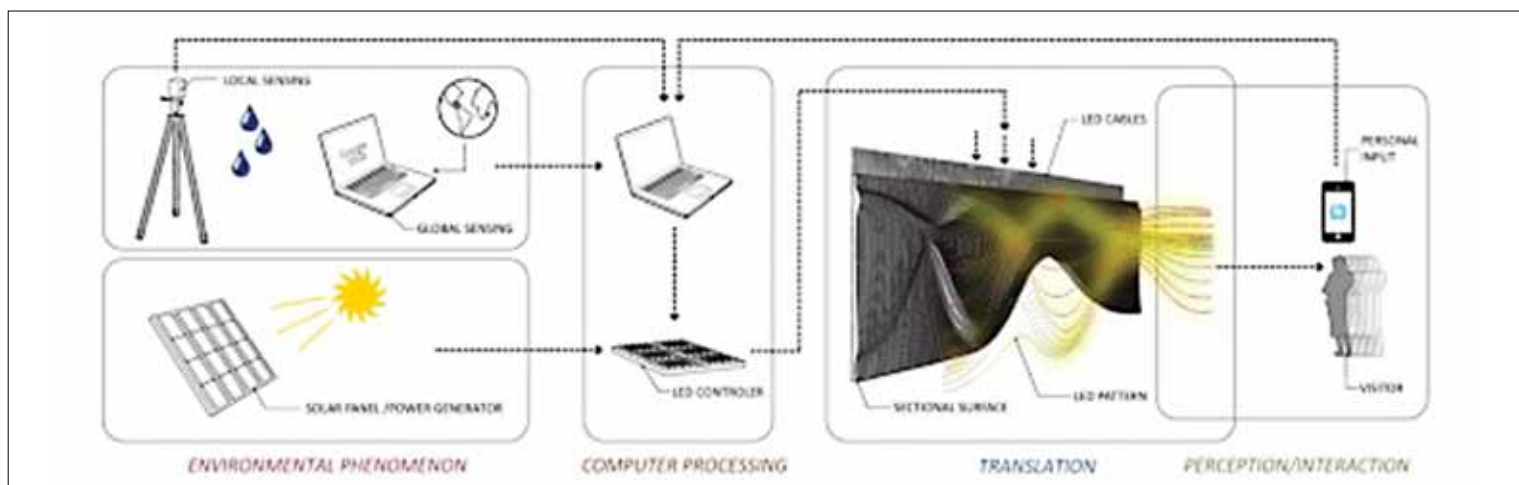 LOCAL SENSING
GLOBAL SENSING
SOLAR PANEL /POWER GENERATOR
ENVIRONMENTAL PHENOMENON
LED CONTROLER
COMPUTER PROCESSING
LED CABLES
SECTIONAL SURFACE
LED PATTERN
TRANSLATION
PERSONAL
INPUT
VISITOR
PERCEPTION/INTERACTION